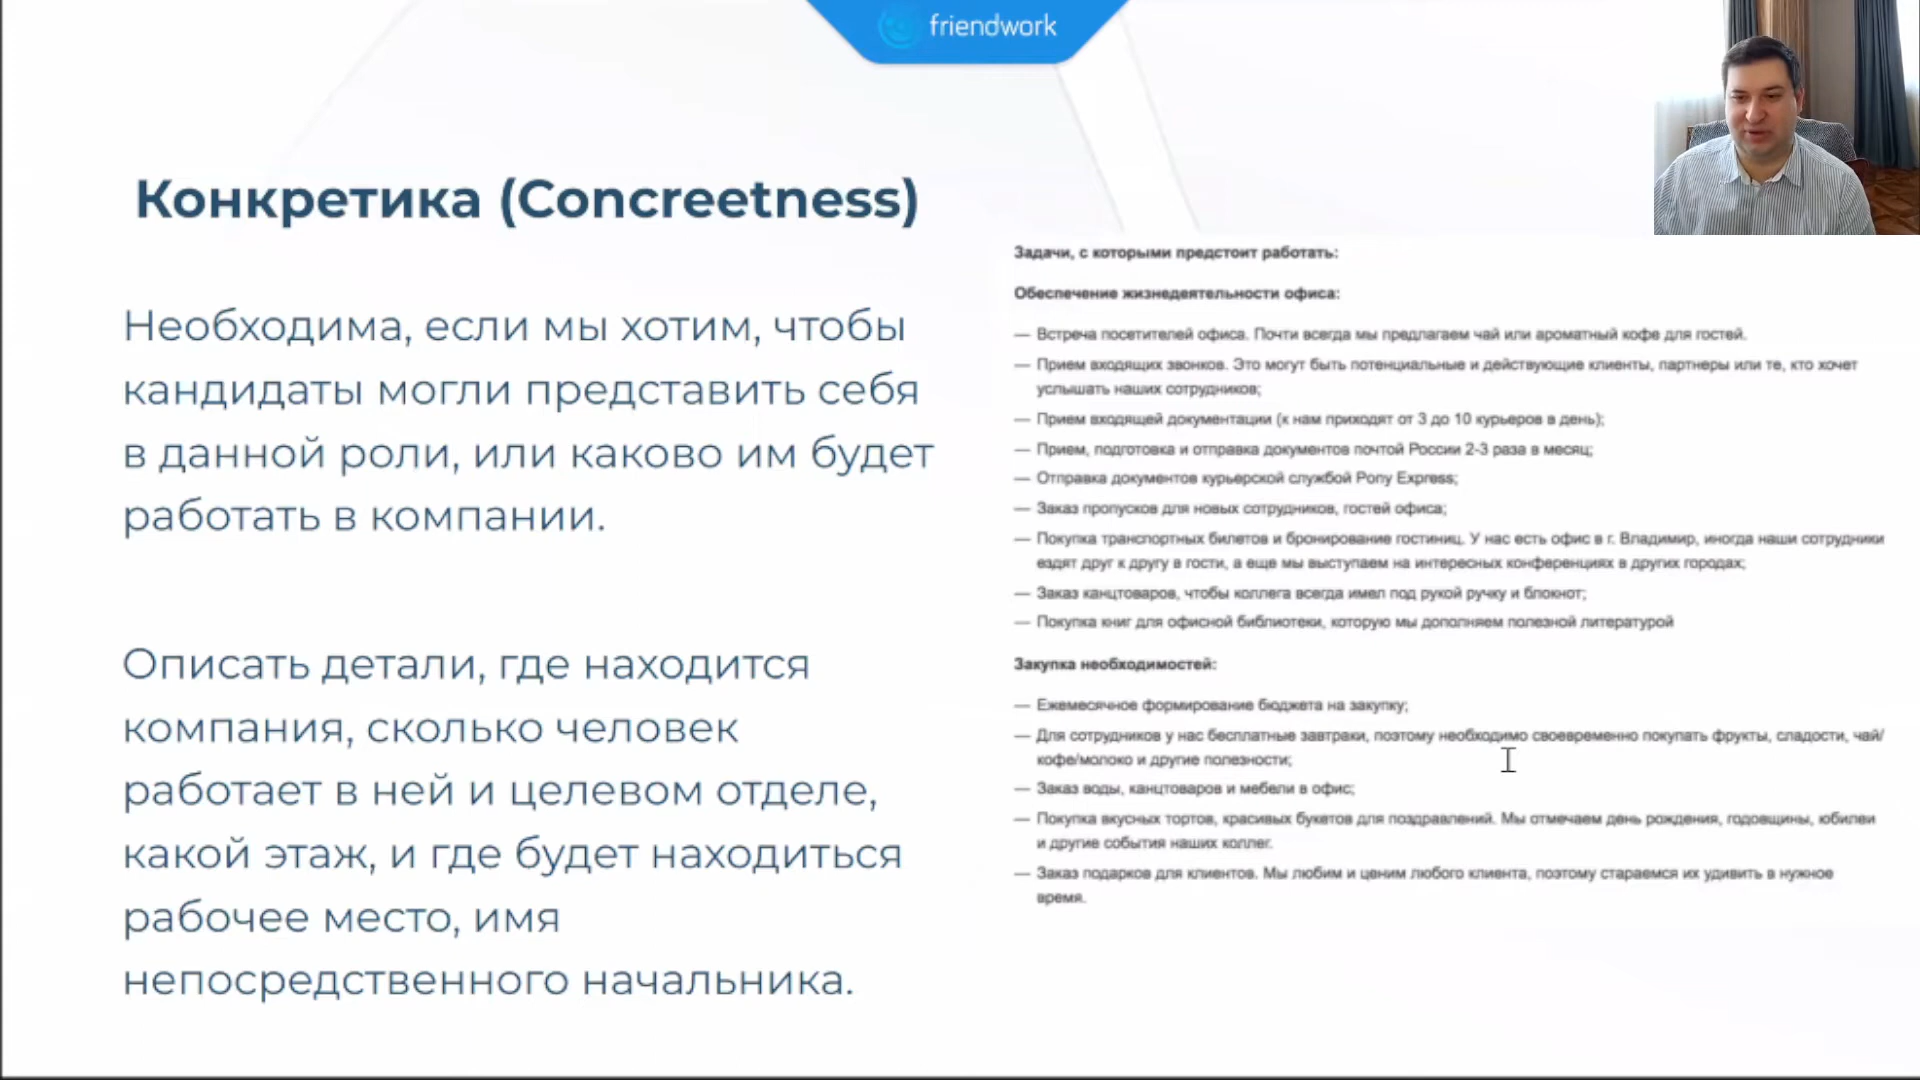 friendwork
Конкретика (Concreetness)
Необходима, если мы хотим, чтобы
кандидаты могли представить себя
в данной роли, или каково им будет
работать в компании.
Описать детали, где находится
компания, сколько человек
работает в ней и целевом отделе,
какой этаж, и где будет находиться
рабочее место, имя
непосредственного начальника.
Задачи, с которыми предстоит работать:
Обеспечение жизнедеятельности офиса:
— Встреча посетителей офиса. Почти всегда мы предлагаем чай или ароматный кофе для гостей.
— Прием входящих звонков. Это могут быть потенциальные и действующие клиенты, партнеры или те, кто хочет
услышать наших сотрудников;
— Прием входящей документации (к нам приходят от 3 до 10 курьеров в день);
— Прием, подготовка и отправка документов почтой России 2-3 раза в месяц;
— Отправка документов курьерской службой Pony Express;
— Заказ пропусков для новых сотрудников, гостей офиса;
— Покупка транспортных билетов и бронирование гостиниц. У нас есть офис в г. Владимир, иногда наши сотрудники
ездят друг к другу в гости, а еще мы выступаем на интересных конференциях в других городах;
— Заказ канцтоваров, чтобы коллега всегда имел под рукой ручку и блокнот;
— Покупка книг для офисной библиотеки, которую мы дополняем полезной литературой
Закупка необходимостей:
— Ежемесячное формирование бюджета на закупку;
— Для сотрудников у нас бесплатные завтраки, поэтому необходимо своевременно покупать фрукты, сладости, чай/
кофе/молоко и другие полезности;
— Заказ воды, канцтоваров и мебели в офис;
— Покупка вкусных тортов, красивых букетов для поздравлений. Мы отмечаем день рождения, годовщины, юбилеи
и другие события наших коллег.
— Заказ подарков для клиентов. Мы любим и ценим любого клиента, поэтому стараемся их удивить в нужное
время.